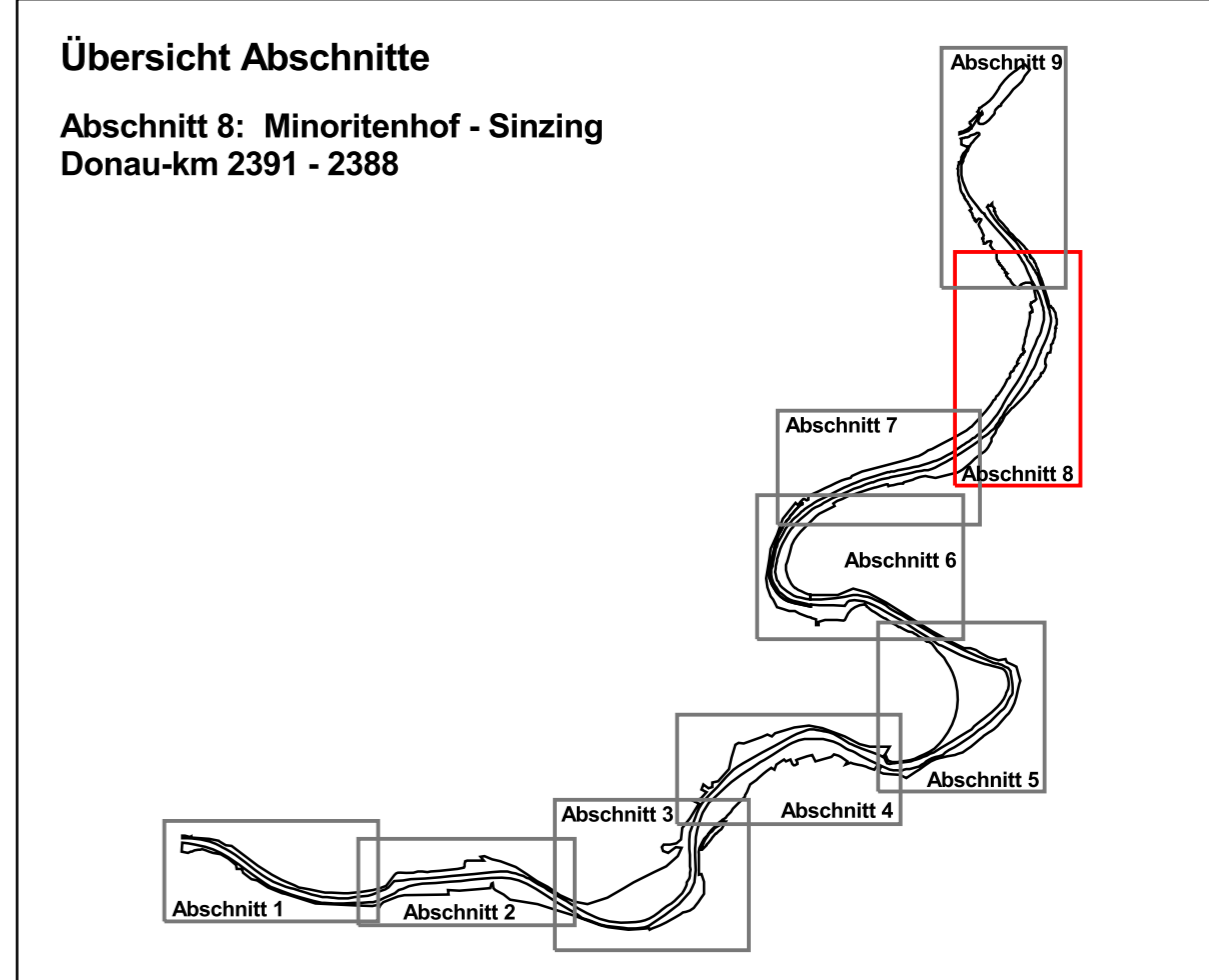 Übersicht Abschnitte
Abschnitt 8:  Minoritenhof - Sinzing
Donau-km 2391 - 2388
Abschnitt 9
Abschnitt 7
Abschnitt 8
Abschnitt 6
Abschnitt 5
Abschnitt 3
Abschnitt 4
Abschnitt 1
Abschnitt 2